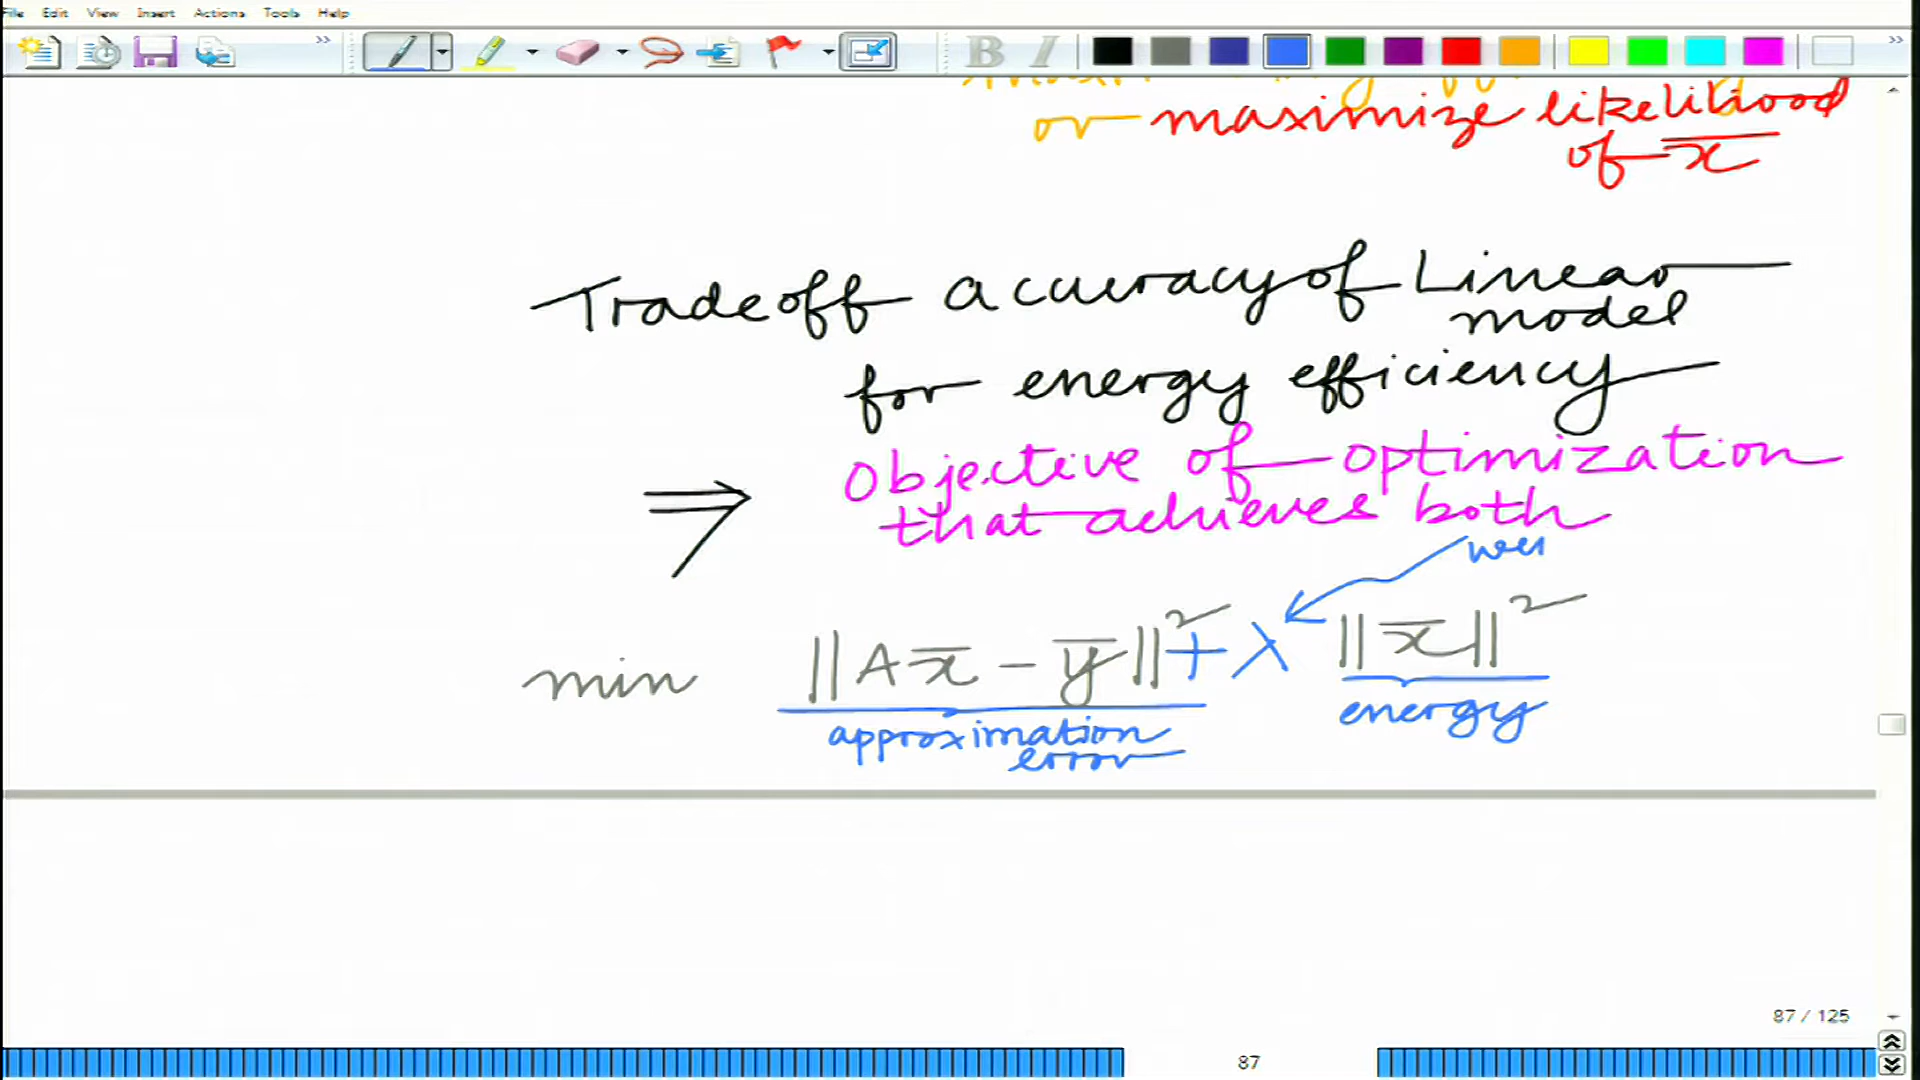 File Edit View Insert Actions Tools Help
B I
or maximize likelihood
of x̅
Tradeoff accuracy of Linear
model
for energy efficiency
⇒ Objective of optimization
that achieves both
wei
min ||Ax̅ - y̅||² + λ ||x̅||²
approximation
error
energy
87 / 125
87